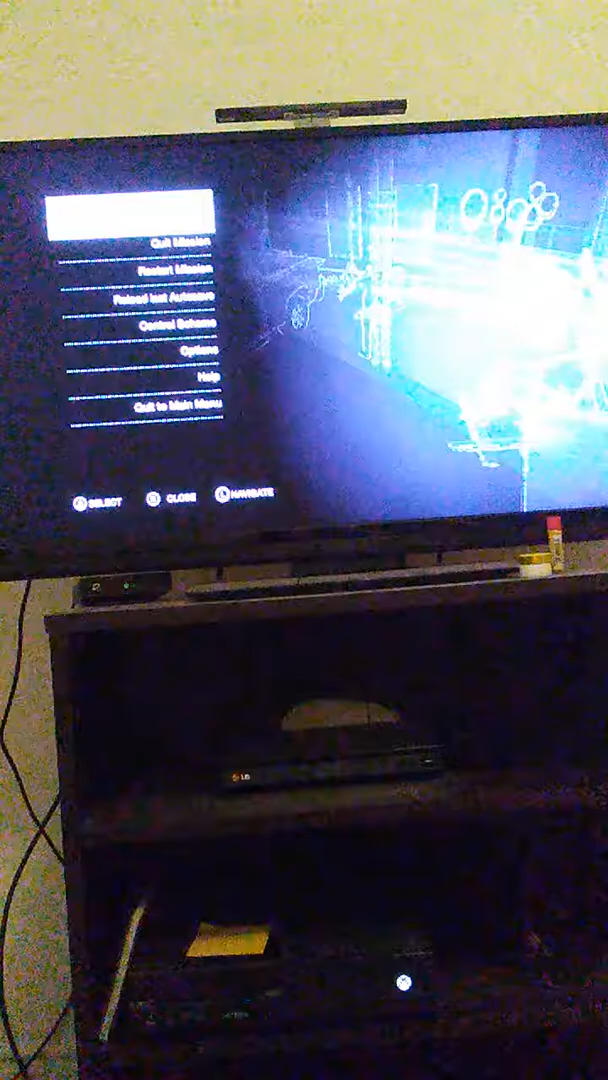 Quit Mission
Restart Mission
Reload last Autosave
Control Scheme
Options
Help
Quit to Main Menu
A SELECT B CLOSE L NAVIGATE
LG